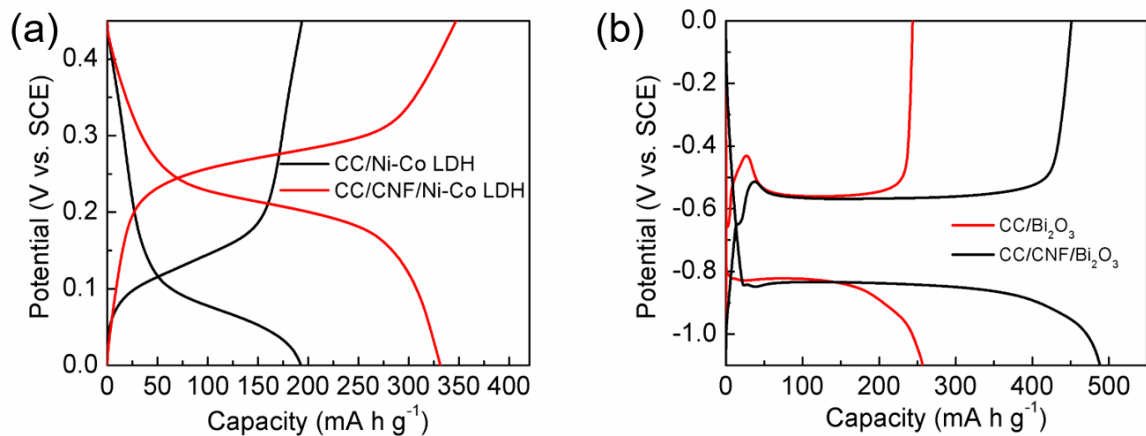 (a)
Potential (V vs. SCE)
0.4
0.3
0.2
0.1
0.0
CC/Ni-Co LDH
CC/CNF/Ni-Co LDH
0 50 100 150 200 250 300 350 400
Capacity (mA h g⁻¹)
(b)
Potential (V vs. SCE)
0.0
-0.2
-0.4
-0.6
-0.8
-1.0
CC/Bi₂O₃
CC/CNF/Bi₂O₃
0 100 200 300 400 500
Capacity (mA h g⁻¹)